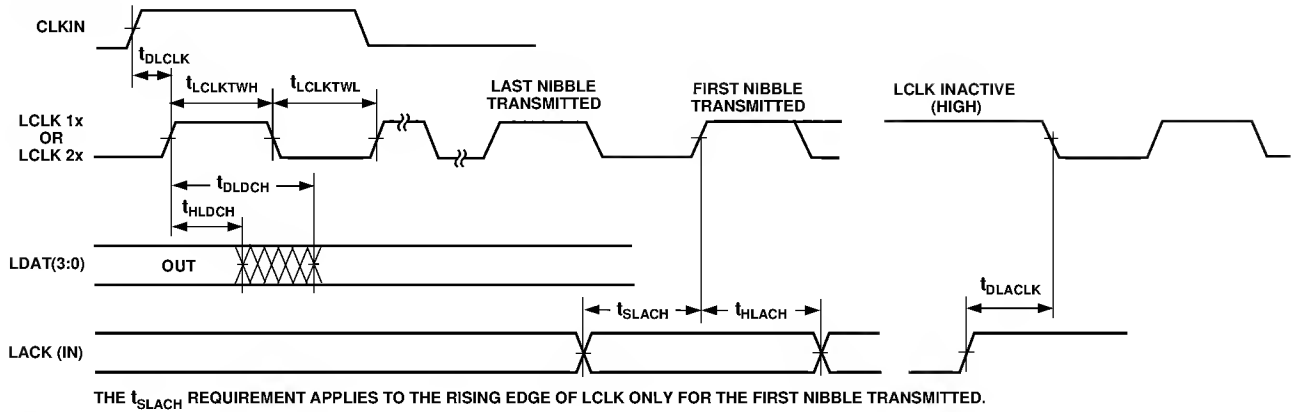 CLKIN
tDLCLK
tLCLKTWH
tLCLKTWL
LAST NIBBLE
TRANSMITTED
FIRST NIBBLE
TRANSMITTED
LCLK INACTIVE
(HIGH)
LCLK 1x
OR
LCLK 2x
tDLDCH
tHLDCH
LDAT(3:0)
OUT
tDLACLK
tSLACH
tHLACH
LACK (IN)
THE tSLACH REQUIREMENT APPLIES TO THE RISING EDGE OF LCLK ONLY FOR THE FIRST NIBBLE TRANSMITTED.